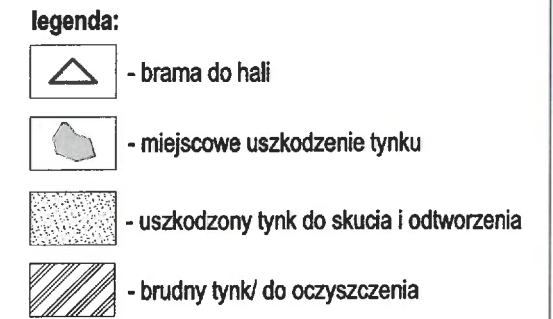 legenda:
- brama do hali
- miejscowe uszkodzenie tynku
- uszkodzony tynk do skucia i odtworzenia
- brudny tynk/ do oczyszczenia